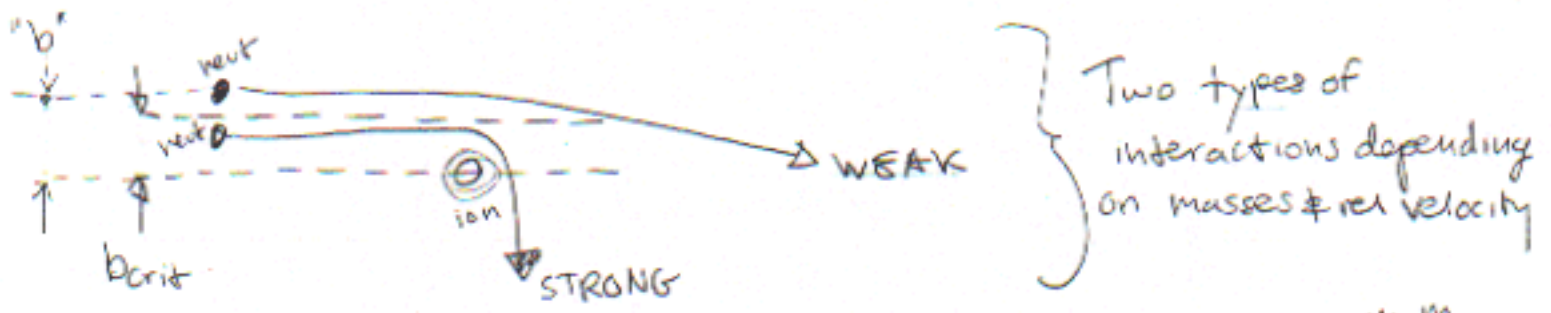 "b"
neut
neut
ion
bcrit
WEAK
STRONG
Two types of
interactions depending
on masses & rel velocity
m